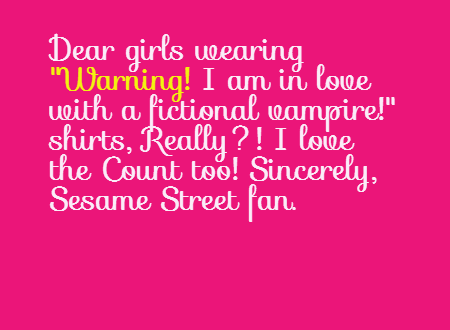 Dear girls wearing
"Warning! I am in love
with a fictional vampire!"
shirts, Really?! I love
the Count too! Sincerely,
Sesame Street fan.